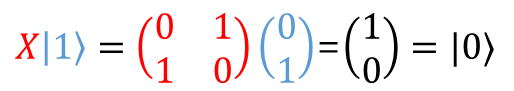 X|1⟩ = (0 1; 1 0) (0; 1) = (1; 0) = |0⟩